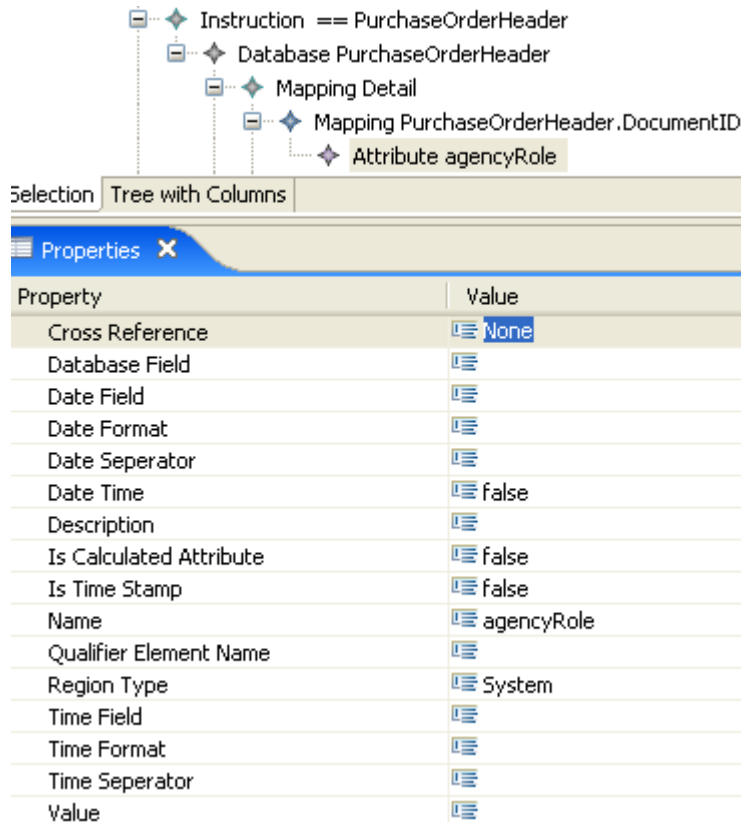 Instruction == PurchaseOrderHeader
Database PurchaseOrderHeader
Mapping Detail
Mapping PurchaseOrderHeader.DocumentID
Attribute agencyRole
Selection Tree with Columns
Properties
Property Value
Cross Reference None
Database Field
Date Field
Date Format
Date Seperator
Date Time false
Description
Is Calculated Attribute false
Is Time Stamp false
Name agencyRole
Qualifier Element Name
Region Type System
Time Field
Time Format
Time Seperator
Value